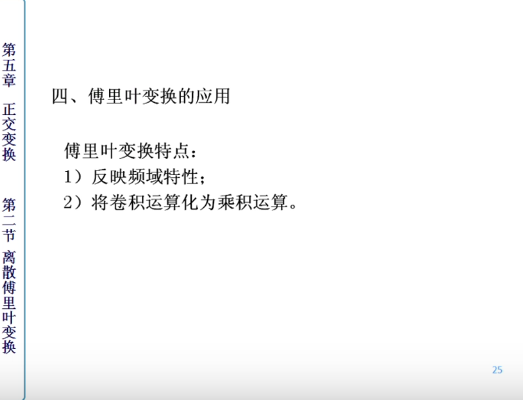 第五章 正交变换 第二节 离散傅里叶变换
四、傅里叶变换的应用
傅里叶变换特点：
1）反映频域特性；
2）将卷积运算化为乘积运算。
25